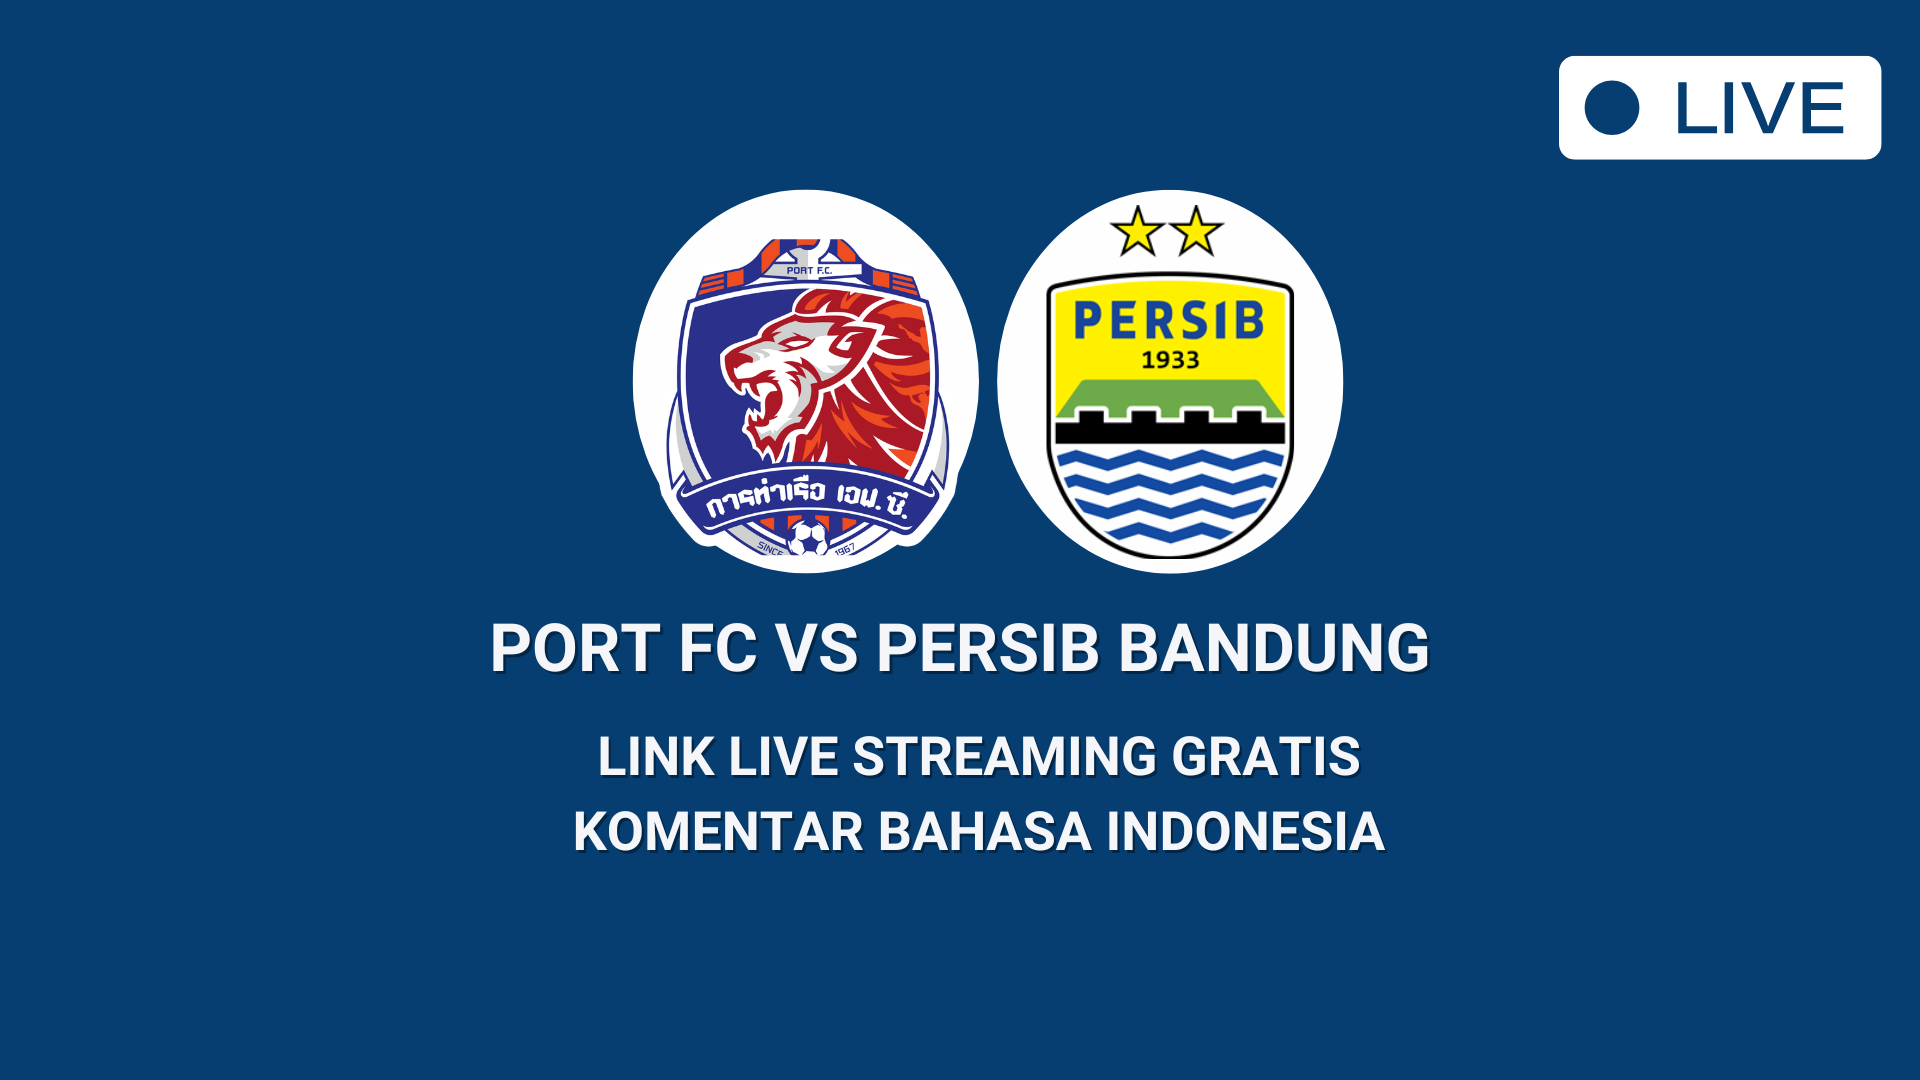 LIVE
PORT F.C.
การท่าเรือ เอฟ.ซี.
SINCE 1967
PERSIB
1933
PORT FC VS PERSIB BANDUNG
LINK LIVE STREAMING GRATIS
KOMENTAR BAHASA INDONESIA